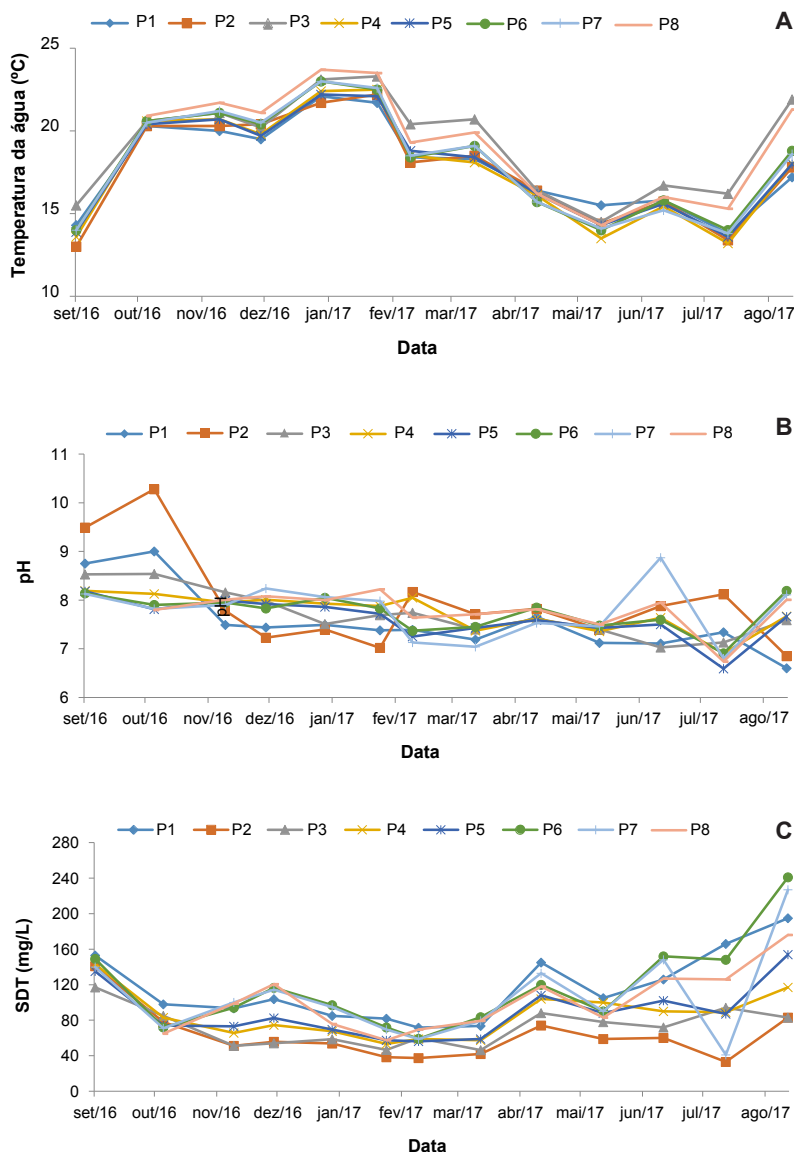 P1 P2 P3 P4 P5 P6 P7 P8
A
Temperatura da água (ºC)
25
20
15
10
set/16 out/16 nov/16 dez/16 jan/17 fev/17 mar/17 abr/17 mai/17 jun/17 jul/17 ago/17
Data
P1 P2 P3 P4 P5 P6 P7 P8
B
pH
11
10
9
8
7
6
set/16 out/16 nov/16 dez/16 jan/17 fev/17 mar/17 abr/17 mai/17 jun/17 jul/17 ago/17
Data
P1 P2 P3 P4 P5 P6 P7 P8
C
SDT (mg/L)
280
240
200
160
120
80
40
0
set/16 out/16 nov/16 dez/16 jan/17 fev/17 mar/17 abr/17 mai/17 jun/17 jul/17 ago/17
Data